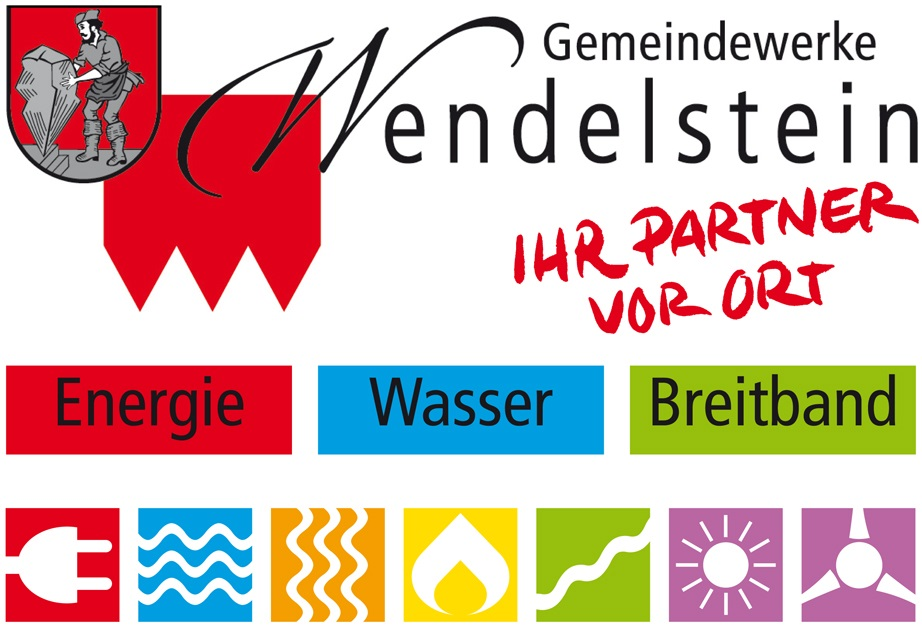 Gemeindewerke
Wendelstein
IHR PARTNER
VOR ORT
Energie Wasser Breitband